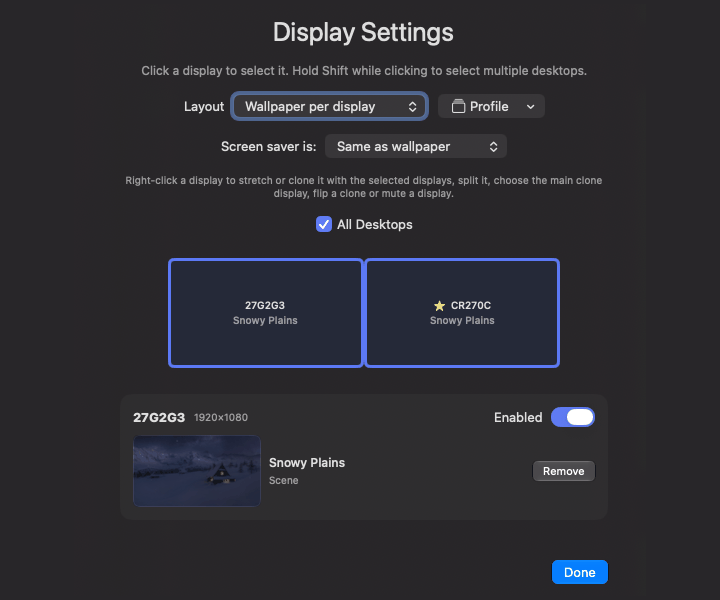 Display Settings
Click a display to select it. Hold Shift while clicking to select multiple desktops.
Layout Wallpaper per display Profile
Screen saver is: Same as wallpaper
Right-click a display to stretch or clone it with the selected displays, split it, choose the main clone
display, flip a clone or mute a display.
All Desktops
27G2G3 CR270C
Snowy Plains Snowy Plains
27G2G3 1920×1080 Enabled
Snowy Plains
Scene
Remove
Done